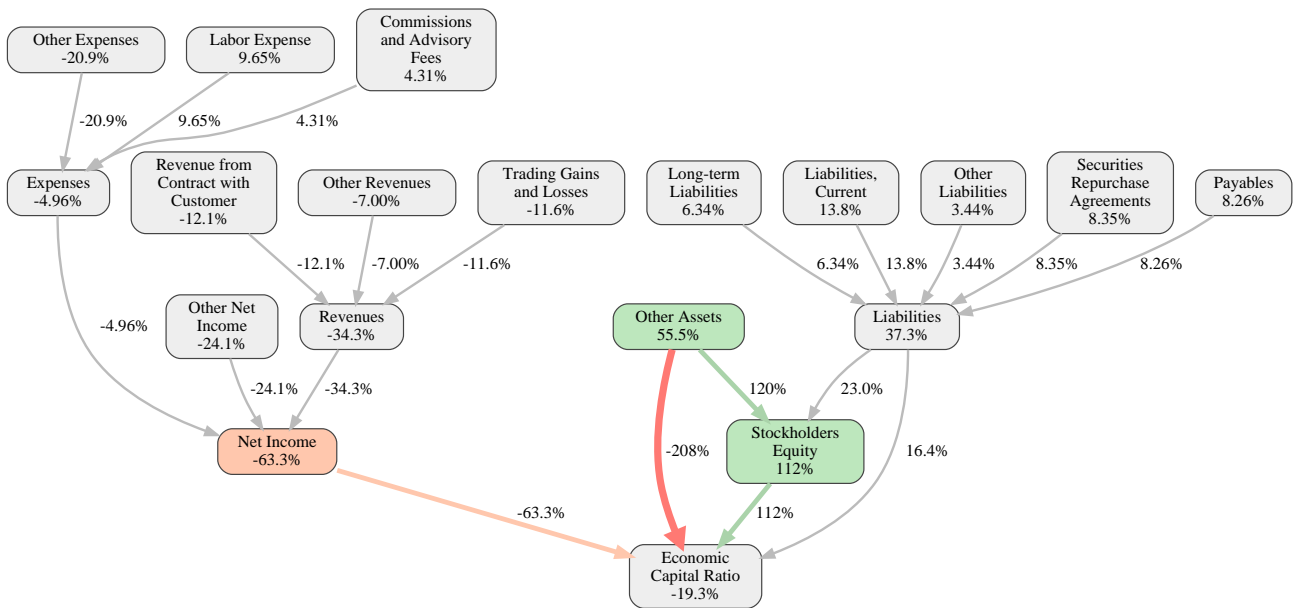 Other Expenses
-20.9%
Labor Expense
9.65%
Commissions
and Advisory
Fees
4.31%
-20.9%
9.65%
4.31%
Expenses
-4.96%
Revenue from
Contract with
Customer
-12.1%
Other Revenues
-7.00%
Trading Gains
and Losses
-11.6%
Long-term
Liabilities
6.34%
Liabilities,
Current
13.8%
Other
Liabilities
3.44%
Securities
Repurchase
Agreements
8.35%
Payables
8.26%
-12.1%
-7.00%
-11.6%
6.34%
13.8%
3.44%
8.35%
8.26%
-4.96%
Other Net
Income
-24.1%
Revenues
-34.3%
Other Assets
55.5%
Liabilities
37.3%
-24.1%
-34.3%
120%
23.0%
Net Income
-63.3%
-208%
Stockholders
Equity
112%
16.4%
-63.3%
112%
Economic
Capital Ratio
-19.3%